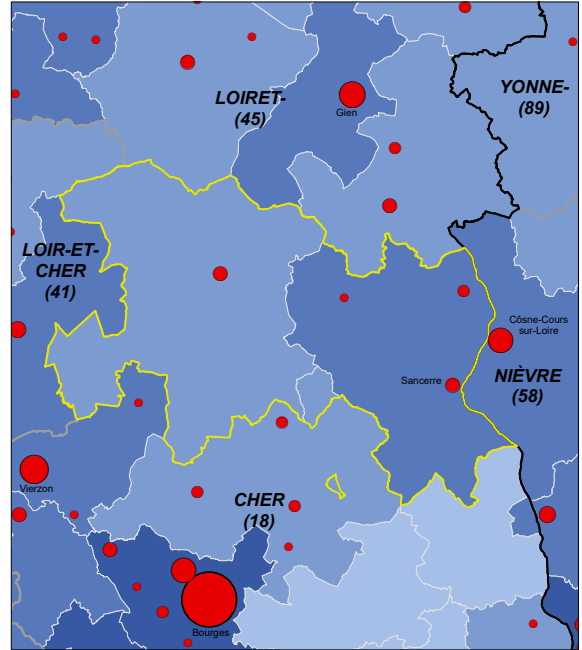 YONNE-
(89)
LOIRET-
(45)
Gien
LOIR-ET-
CHER
(41)
Côsne-Cours
sur-Loire
NIÈVRE
(58)
Sancerre
Vierzon
CHER
(18)
Bourges